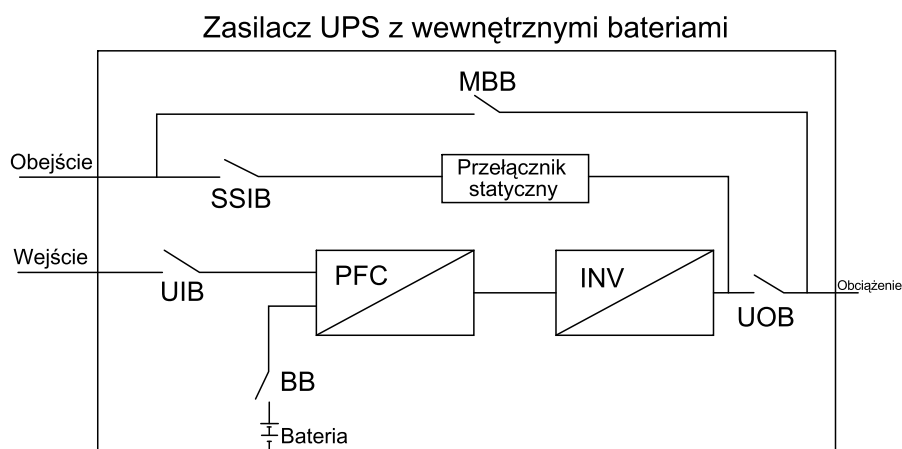 Zasilacz UPS z wewnętrznymi bateriami
MBB
Obejście
SSIB
Przełącznik
statyczny
Wejście
UIB
PFC
INV
UOB
Obciążenie
BB
Bateria